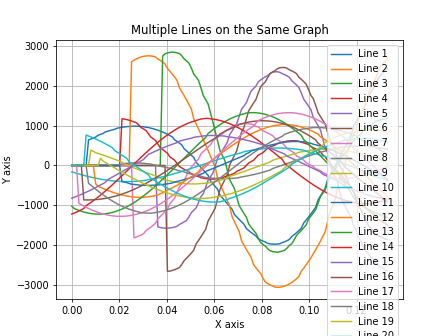 Multiple Lines on the Same Graph
3000
2000
1000
0
−1000
−2000
−3000
Y axis
0.00
0.02
0.04
0.06
0.08
0.10
X axis
Line 1
Line 2
Line 3
Line 4
Line 5
Line 6
Line 7
Line 8
Line 9
Line 10
Line 11
Line 12
Line 13
Line 14
Line 15
Line 16
Line 17
Line 18
Line 19
Line 20